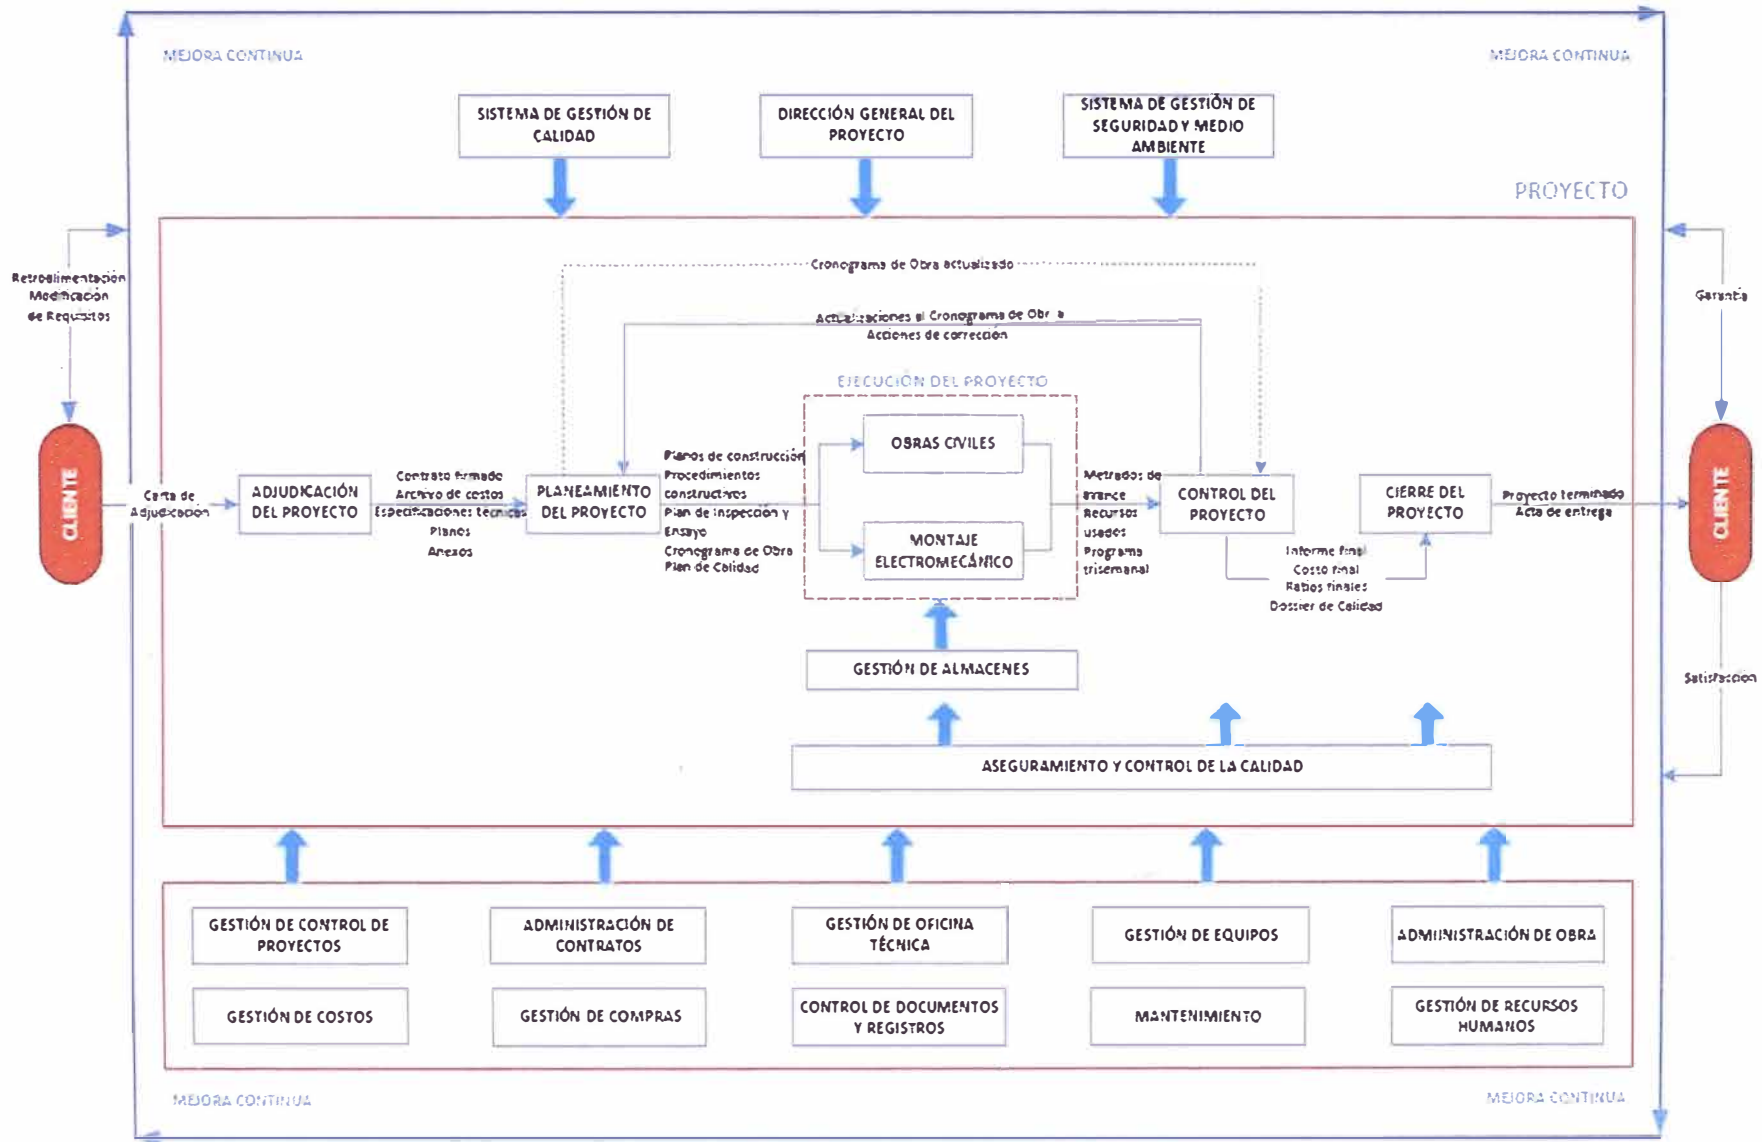 MEJORA CONTINUA
MEJORA CONTINUA
SISTEMA DE GESTIÓN DE
CALIDAD
DIRECCIÓN GENERAL DEL
PROYECTO
SISTEMA DE GESTIÓN DE
SEGURIDAD Y MEDIO
AMBIENTE
PROYECTO
Retroalimentación
Modificación
de Requisitos
Cronograma de Obra actualizado
Garantía
Actualizaciones al Cronograma de Obra
Acciones de corrección
EJECUCIÓN DEL PROYECTO
CLIENTE
Carta de
Adjudicación
ADJUDICACIÓN
DEL PROYECTO
Contrato firmado
Archivo de costos
Especificaciones técnicas
Planos
Anexos
PLANEAMIENTO
DEL PROYECTO
Planos de construcción
Procedimientos
constructivos
Plan de Inspección y
Ensayo
Cronograma de Obra
Plan de Calidad
OBRAS CIVILES
MONTAJE
ELECTROMECÁNICO
Metrados de
avance
Recursos
usados
Programa
trisemanal
CONTROL DEL
PROYECTO
Informe final
Costo final
Ratios finales
Dossier de Calidad
CIERRE DEL
PROYECTO
Proyecto terminado
Acta de entrega
CLIENTE
GESTIÓN DE ALMACENES
Satisfacción
ASEGURAMIENTO Y CONTROL DE LA CALIDAD
GESTIÓN DE CONTROL DE
PROYECTOS
ADMINISTRACIÓN DE
CONTRATOS
GESTIÓN DE OFICINA
TÉCNICA
GESTIÓN DE EQUIPOS
ADMINISTRACIÓN DE OBRA
GESTIÓN DE COSTOS
GESTIÓN DE COMPRAS
CONTROL DE DOCUMENTOS
Y REGISTROS
MANTENIMIENTO
GESTIÓN DE RECURSOS
HUMANOS
MEJORA CONTINUA
MEJORA CONTINUA